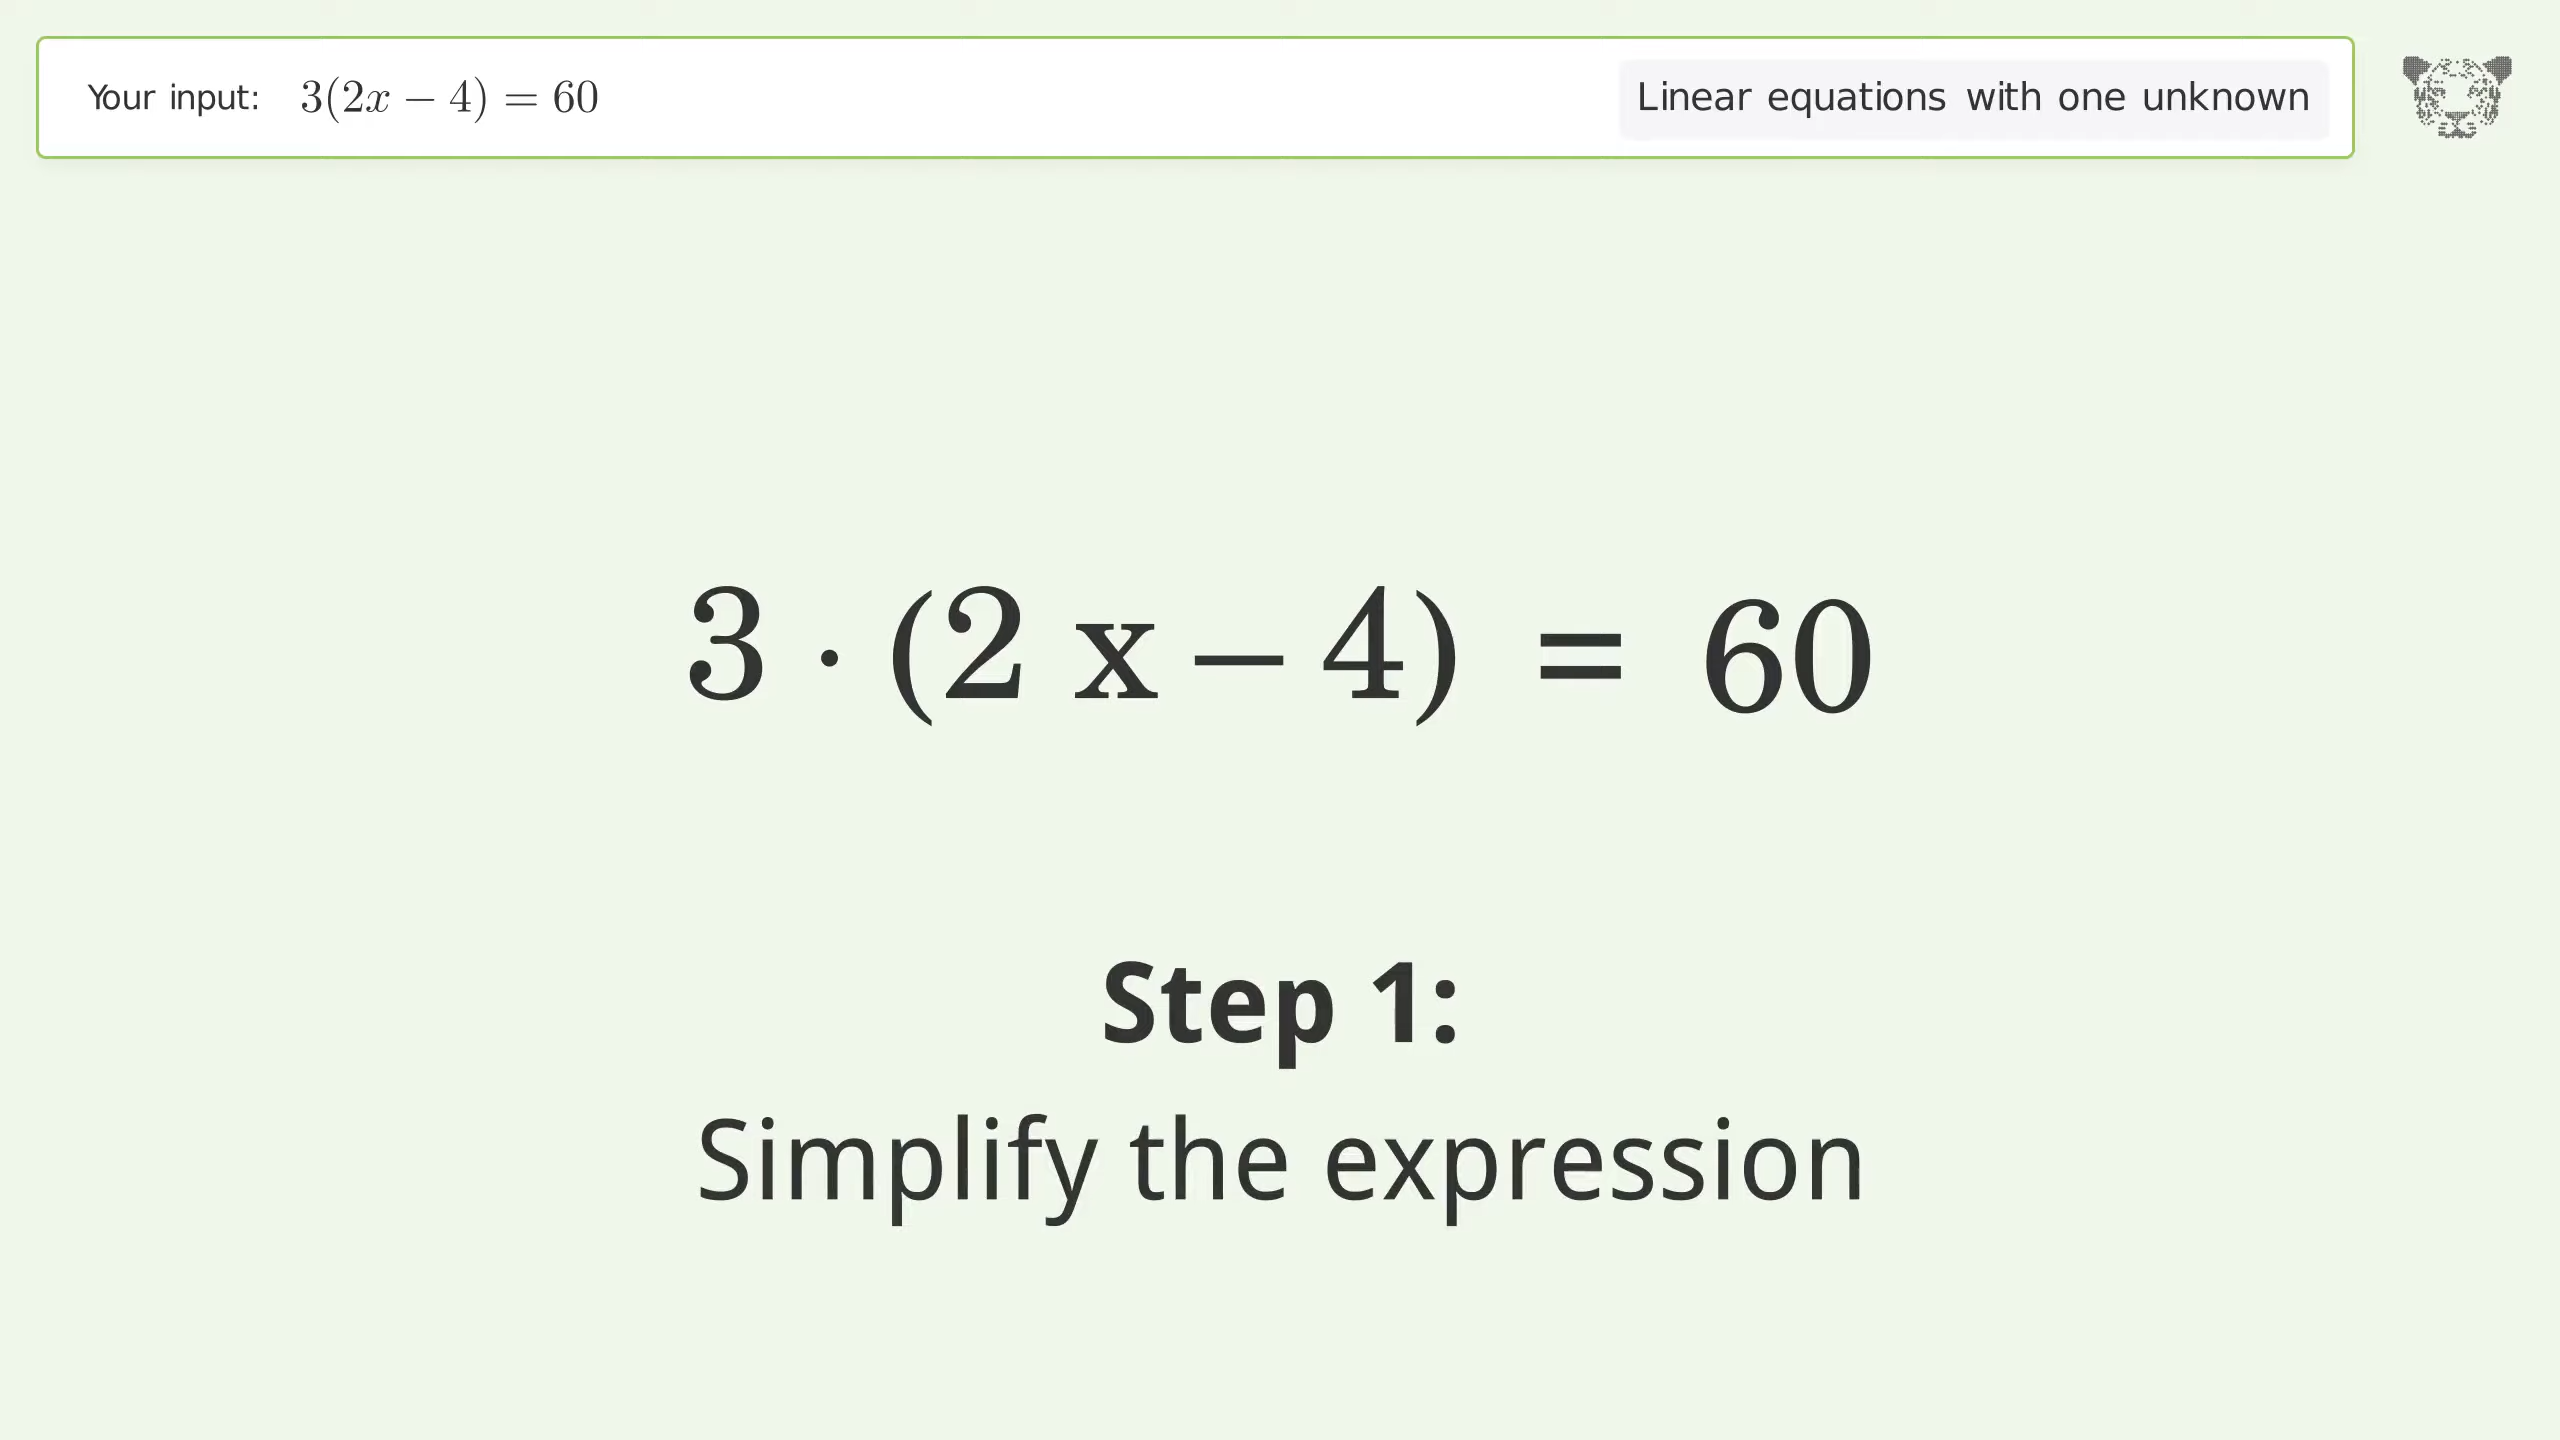 Your input: 3(2x − 4) = 60 Linear equations with one unknown
3 · (2 x − 4) = 60
Step 1:
Simplify the expression